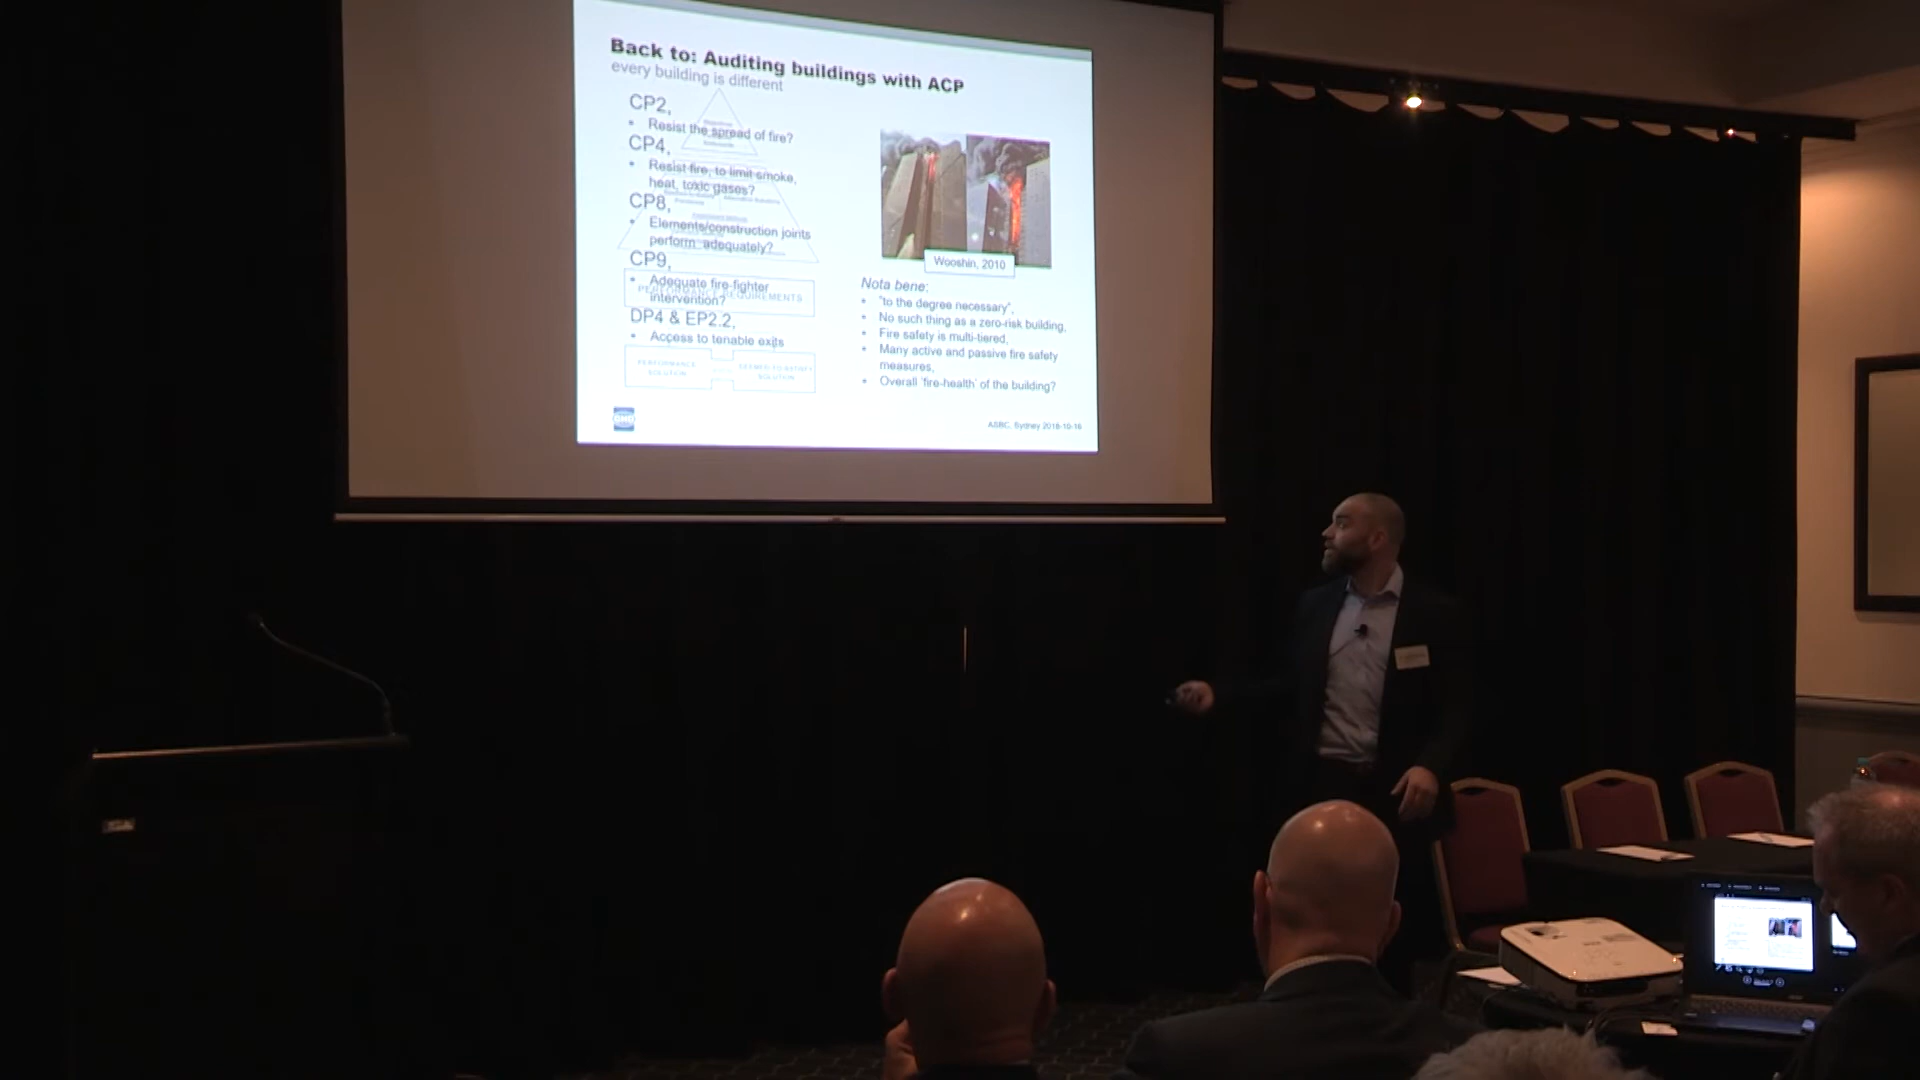 Back to: Auditing buildings with ACP
every building is different
CP2,
• Resist the spread of fire?
CP4,
• Resist fire, to limit smoke,
heat, toxic gases?
CP8,
• Elements/construction joints
perform adequately?
CP9,
• Adequate fire-fighter
intervention?
PERFORMANCE REQUIREMENTS
DP4 & EP2.2,
• Access to tenable exits
PERFORMANCE
SOLUTION
SOLUTION
Wooshin, 2010
Nota bene:
• "to the degree necessary",
• No such thing as a zero-risk building,
• Fire safety is multi-tiered,
• Many active and passive fire safety
measures,
• Overall 'fire-health' of the building?
ASBC, Sydney 2018-10-16